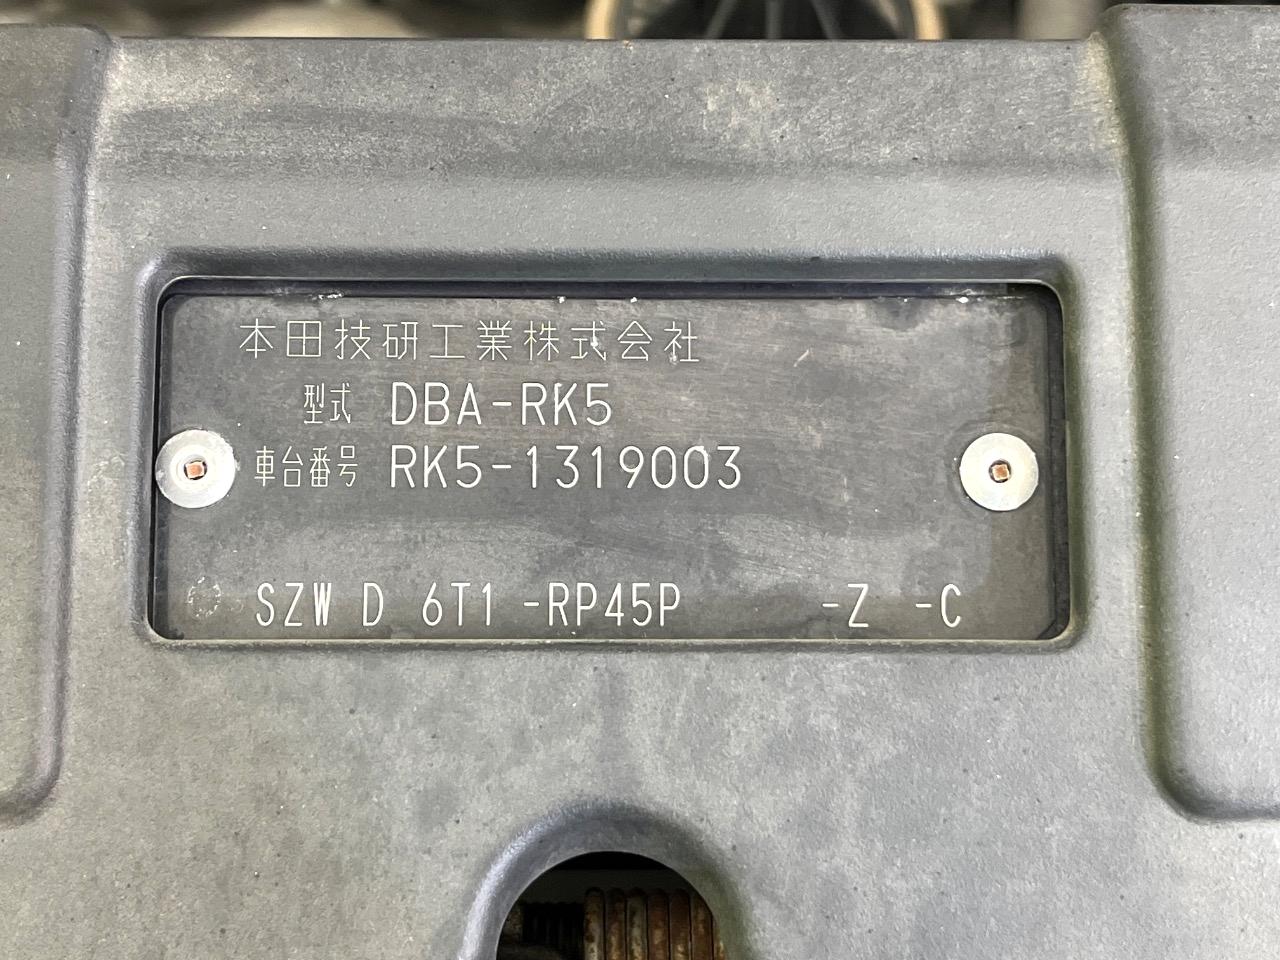 本田技研工業株式会社
型式 DBA-RK5
車台番号 RK5-1319003
SZW D 6T1 -RP45P -Z -C